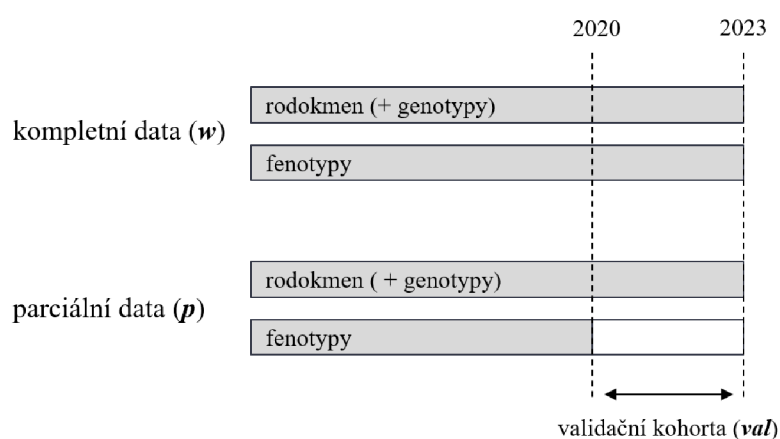 2020 2023
rodokmen (+ genotypy)
kompletní data (w)
fenotypy
rodokmen ( + genotypy)
parciální data (p)
fenotypy
validační kohorta (val)